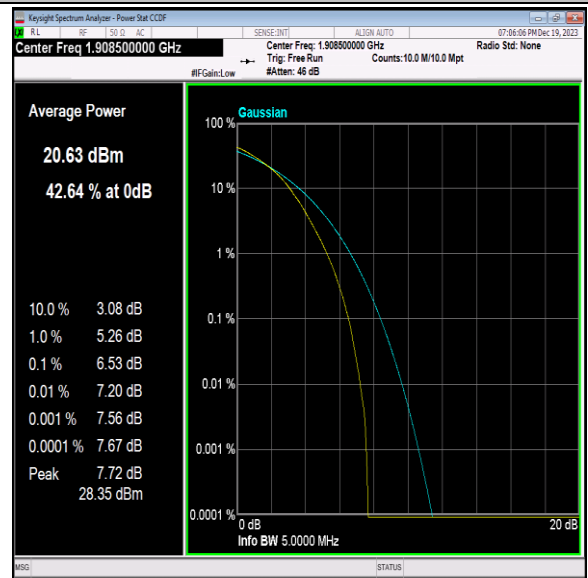 Keysight Spectrum Analyzer - Power Stat CCDF
RL RF 50 Ω AC SENSE:INT ALIGN AUTO 07:06:06 PM Dec 19, 2023
Center Freq 1.908500000 GHz Center Freq: 1.908500000 GHz Radio Std: None
Trig: Free Run Counts:10.0 M/10.0 Mpt
#IFGain:Low #Atten: 46 dB
Average Power
20.63 dBm
42.64 % at 0dB
10.0 % 3.08 dB
1.0 % 5.26 dB
0.1 % 6.53 dB
0.01 % 7.20 dB
0.001 % 7.56 dB
0.0001 % 7.67 dB
Peak 7.72 dB
28.35 dBm
Gaussian
100 %
10 %
1 %
0.1 %
0.01 %
0.001 %
0.0001 %
0 dB 20 dB
Info BW 5.0000 MHz
MSG STATUS